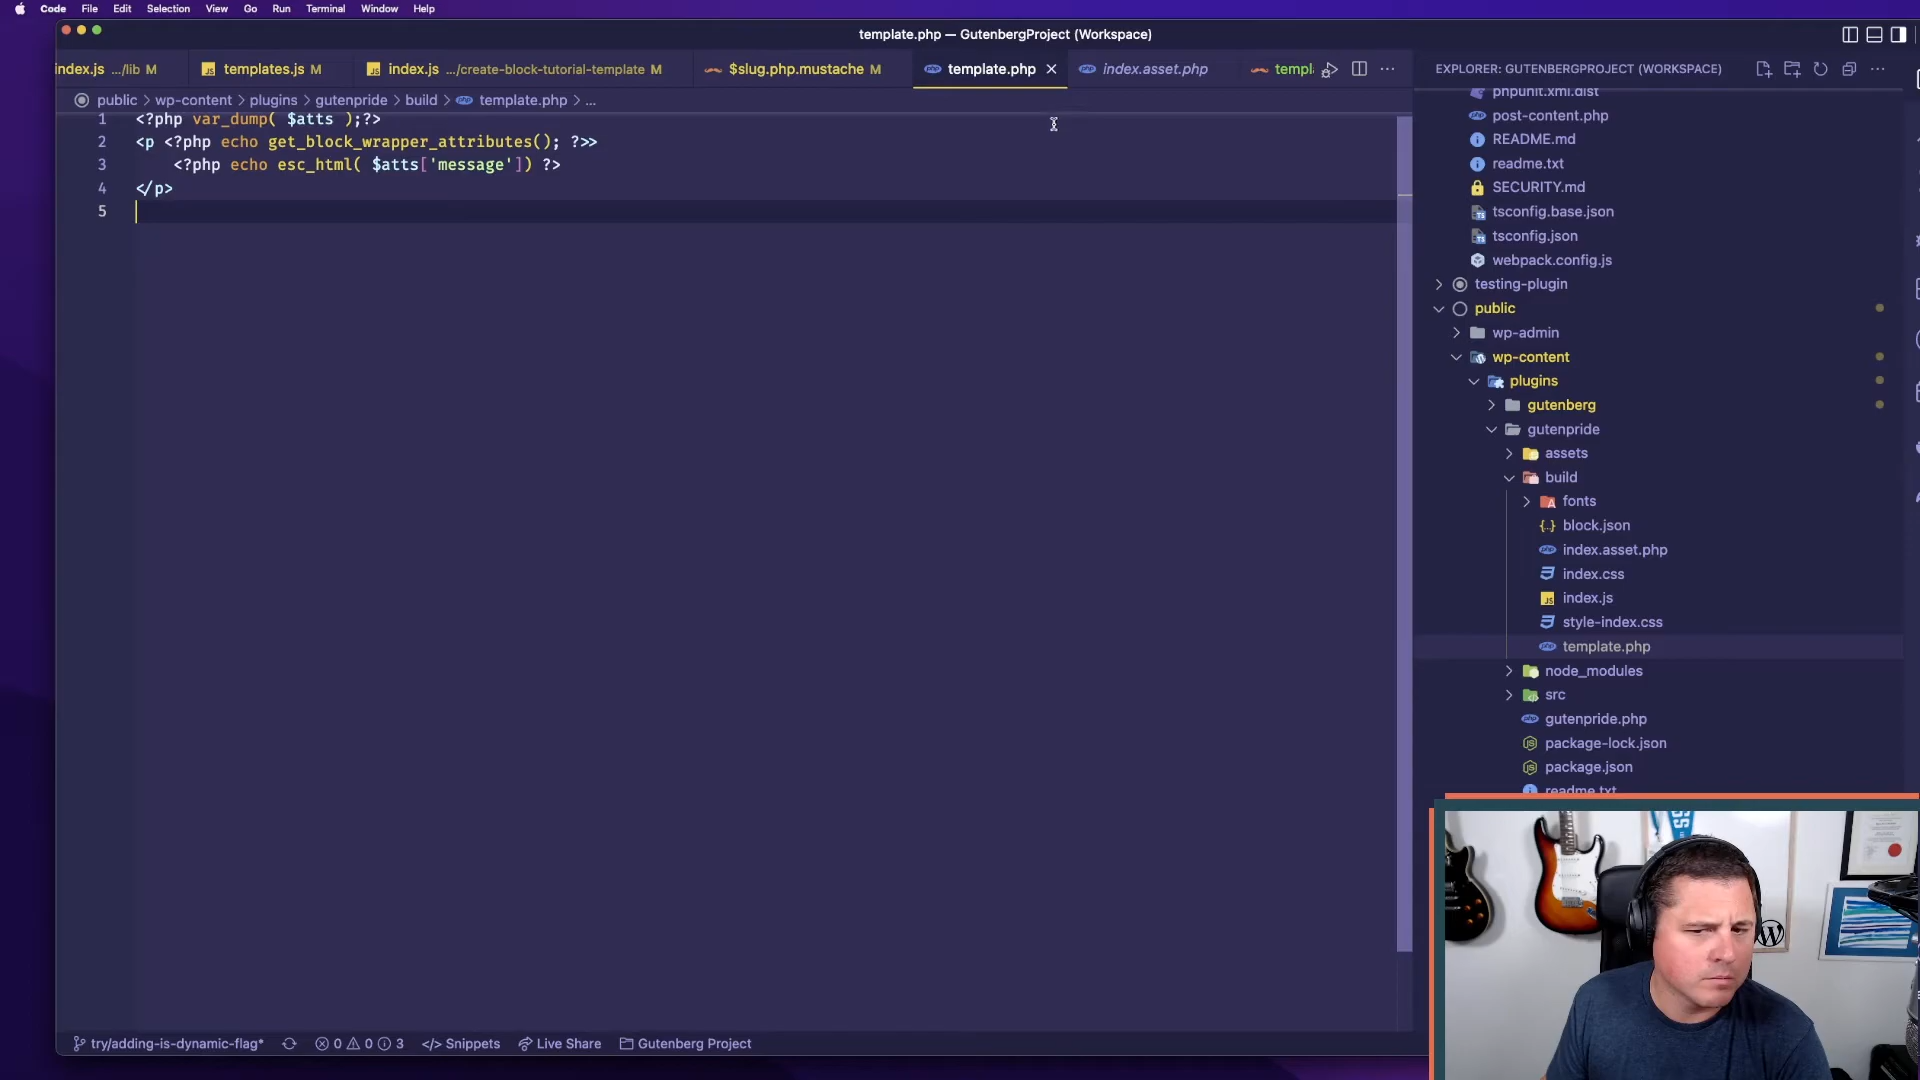 Code File Edit Selection View Go Run Terminal Window Help
template.php — GutenbergProject (Workspace)
index.js .../lib M templates.js M index.js .../create-block-tutorial-template M $slug.php.mustache M template.php index.asset.php templ
public > wp-content > plugins > gutenpride > build > template.php > ...
1 <?php var_dump( $atts );?>
2 <p <?php echo get_block_wrapper_attributes(); ?>>
3 <?php echo esc_html( $atts['message']) ?>
4 </p>
5
EXPLORER: GUTENBERGPROJECT (WORKSPACE)
phpunit.xml.dist
post-content.php
README.md
readme.txt
SECURITY.md
tsconfig.base.json
tsconfig.json
webpack.config.js
testing-plugin
public
wp-admin
wp-content
plugins
gutenberg
gutenpride
assets
build
fonts
block.json
index.asset.php
index.css
index.js
style-index.css
template.php
node_modules
src
gutenpride.php
package-lock.json
package.json
readme.txt
try/adding-is-dynamic-flag* 0 0 3 </> Snippets Live Share Gutenberg Project